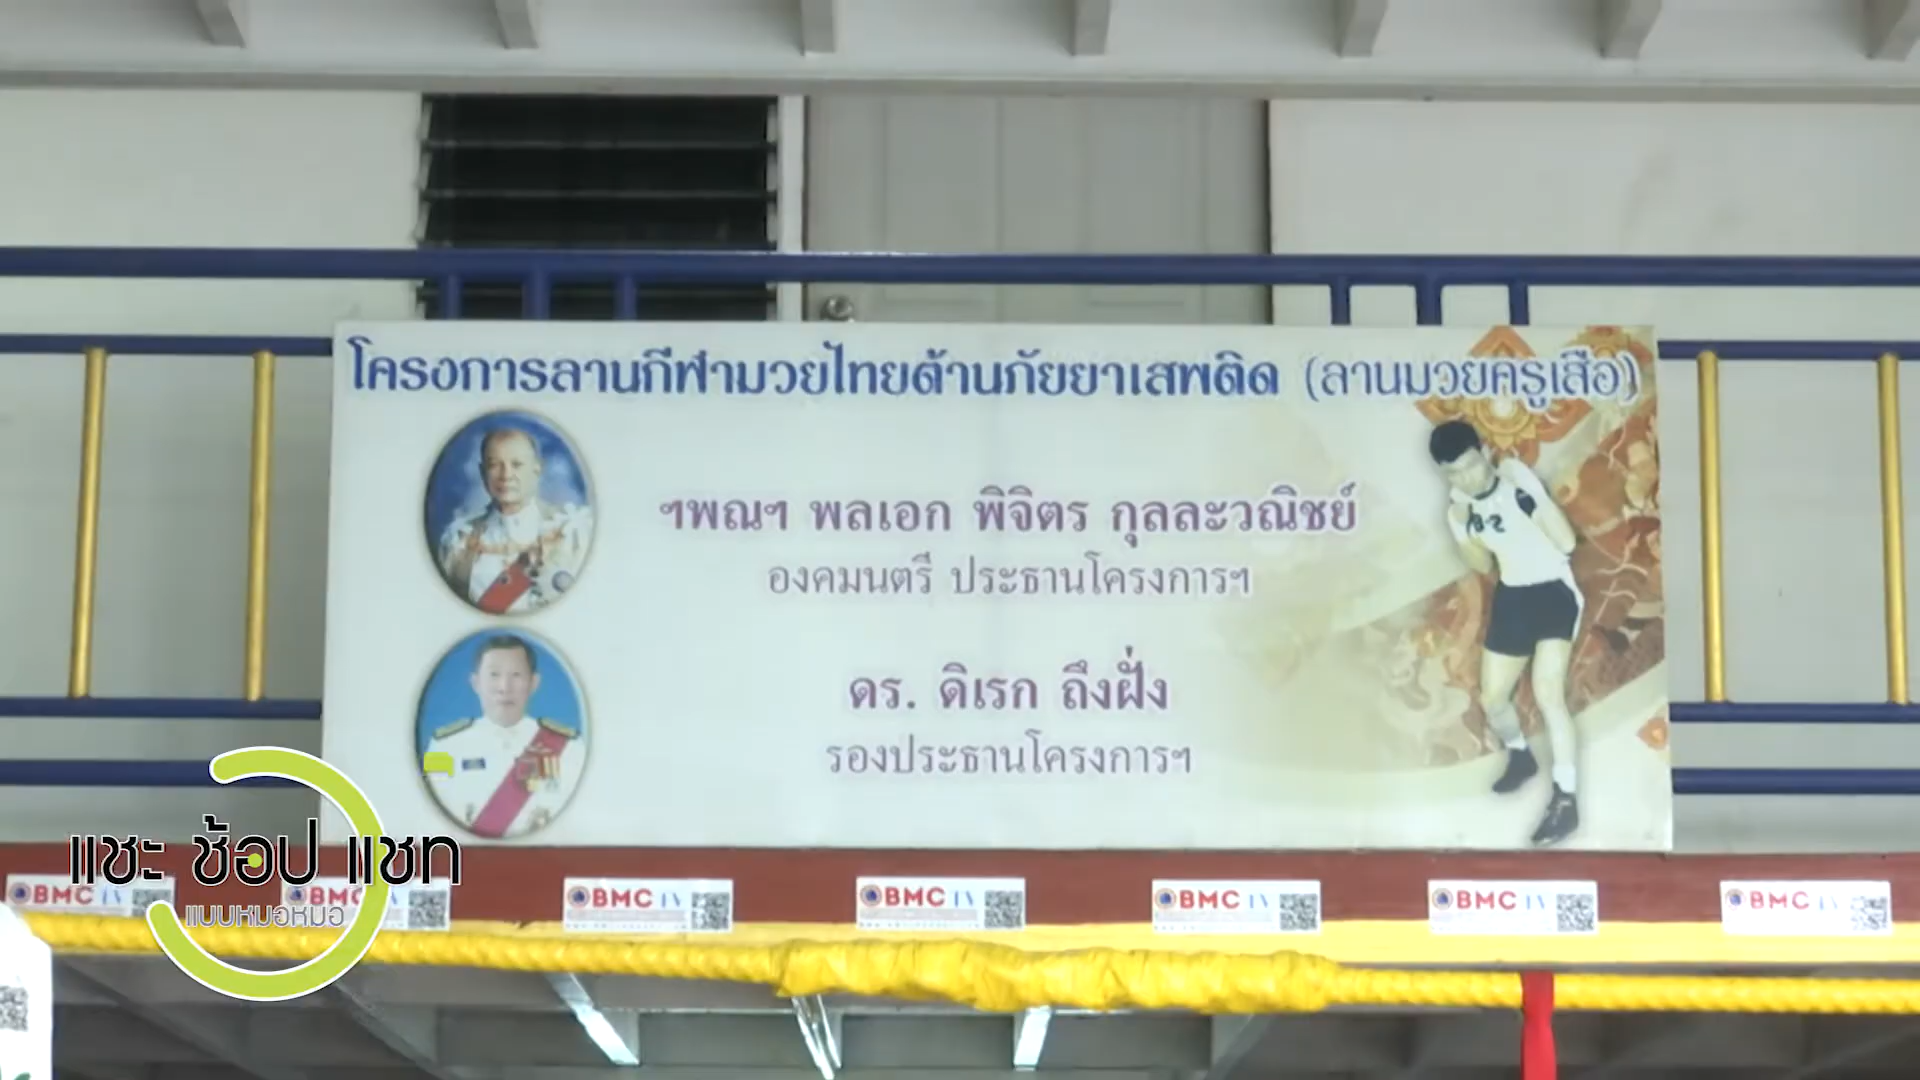 โครงการลานกีฬามวยไทยต้านภัยยาเสพติด (ลานมวยครูเสือ)
ฯพณฯ พลเอก พิจิตร กุลละวณิชย์
องคมนตรี ประธานโครงการฯ
ดร. ดิเรก ถึงฝั่ง
รองประธานโครงการฯ
แชะ ช้อป แชท
แบบหมอหมอ
BMC
BMC
BMC
BMC
BMC
BMC
BMC